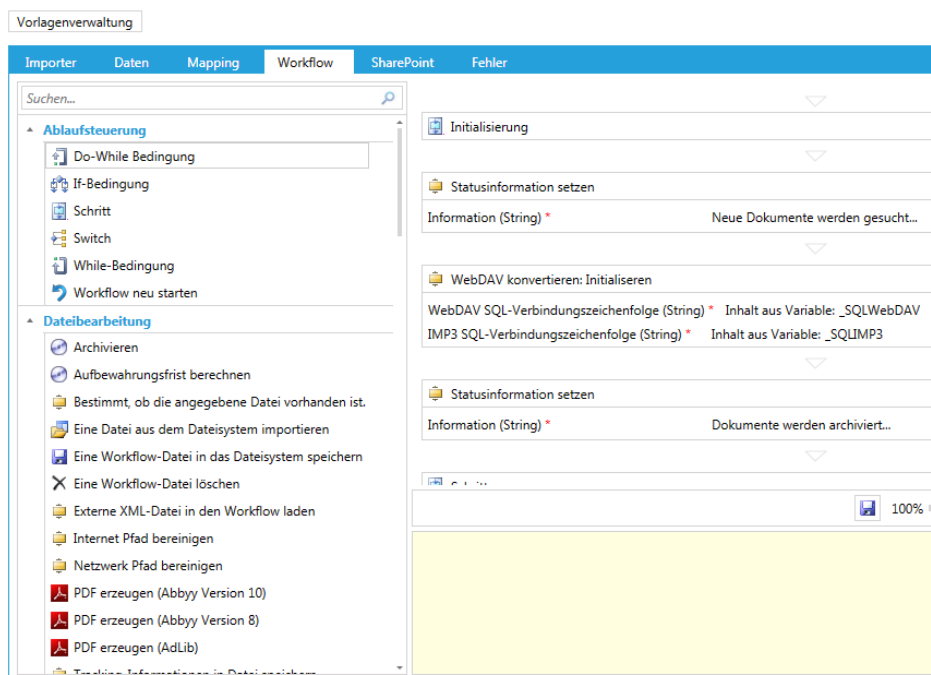 Vorlagenverwaltung
Importer Daten Mapping Workflow SharePoint Fehler
Suchen...
Ablaufsteuerung
Do-While Bedingung
If-Bedingung
Schritt
Switch
While-Bedingung
Workflow neu starten
Dateibearbeitung
Archivieren
Aufbewahrungsfrist berechnen
Bestimmt, ob die angegebene Datei vorhanden ist.
Eine Datei aus dem Dateisystem importieren
Eine Workflow-Datei in das Dateisystem speichern
Eine Workflow-Datei löschen
Externe XML-Datei in den Workflow laden
Internet Pfad bereinigen
Netzwerk Pfad bereinigen
PDF erzeugen (Abbyy Version 10)
PDF erzeugen (Abbyy Version 8)
PDF erzeugen (AdLib)
Tracking-Informationen in Datei speichern
Initialisierung
Statusinformation setzen
Information (String) * Neue Dokumente werden gesucht...
WebDAV konvertieren: Initialiseren
WebDAV SQL-Verbindungszeichenfolge (String) * Inhalt aus Variable: _SQLWebDAV
IMP3 SQL-Verbindungszeichenfolge (String) * Inhalt aus Variable: _SQLIMP3
Statusinformation setzen
Information (String) * Dokumente werden archiviert...
100%